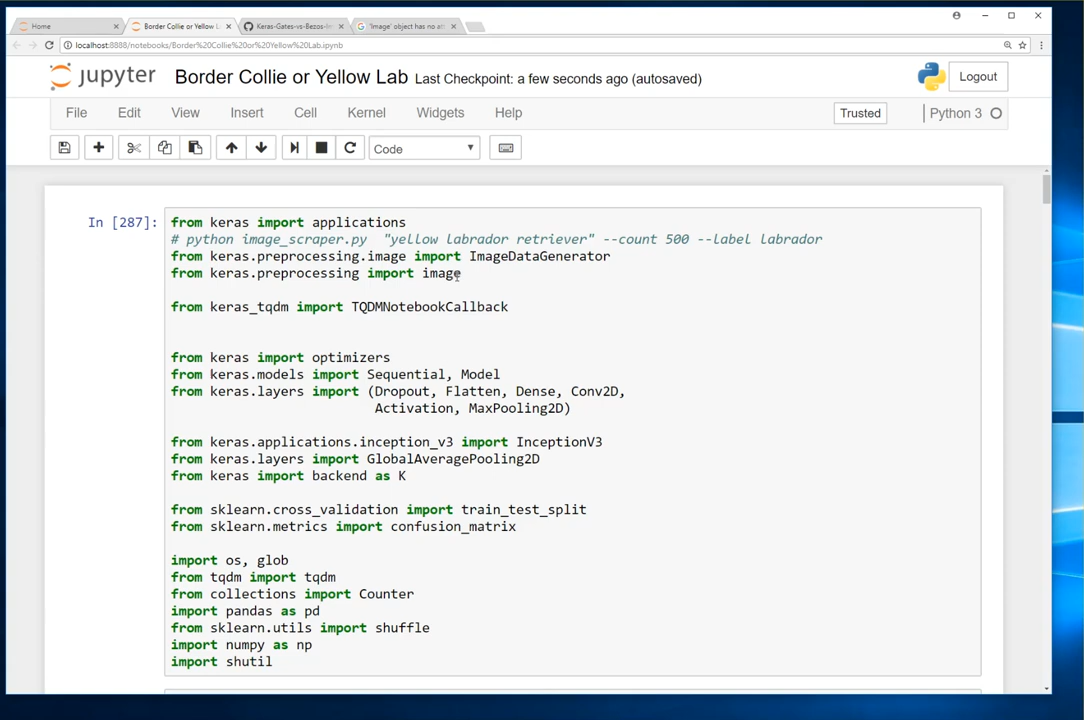 Home
Border Collie or Yellow L
Keras-Gates-vs-Bezos-In
'Image' object has no at
localhost:8888/notebooks/Border%20Collie%20or%20Yellow%20Lab.ipynb
jupyter Border Collie or Yellow Lab Last Checkpoint: a few seconds ago (autosaved) Logout
File Edit View Insert Cell Kernel Widgets Help Trusted Python 3
Code
In [287]: from keras import applications
# python image_scraper.py  "yellow labrador retriever" --count 500 --label labrador
from keras.preprocessing.image import ImageDataGenerator
from keras.preprocessing import image
from keras_tqdm import TQDMNotebookCallback
from keras import optimizers
from keras.models import Sequential, Model
from keras.layers import (Dropout, Flatten, Dense, Conv2D,
Activation, MaxPooling2D)
from keras.applications.inception_v3 import InceptionV3
from keras.layers import GlobalAveragePooling2D
from keras import backend as K
from sklearn.cross_validation import train_test_split
from sklearn.metrics import confusion_matrix
import os, glob
from tqdm import tqdm
from collections import Counter
import pandas as pd
from sklearn.utils import shuffle
import numpy as np
import shutil